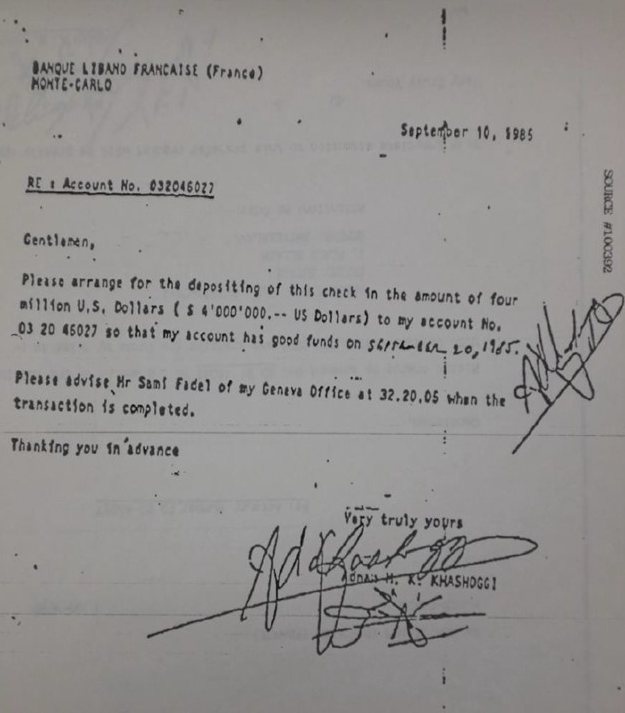 BANQUE LIBANO FRANCAISE (France)
MONTE-CARLO
September 10, 1985
RE : Account No. 032046027
Gentlemen,
Please arrange for the depositing of this check in the amount of four
million U.S. Dollars ( $ 4'000'000.-- US Dollars) to my account No.
03 20 46027 so that my account has good funds on SEPTEMBER 20, 1985.
Please advise Mr Sami Fadel of my Geneva Office at 32.20.05 when the
transaction is completed.
Thanking you in advance
Very truly yours
Adnan M. K. KHASHOGGI
SOURCE #100392